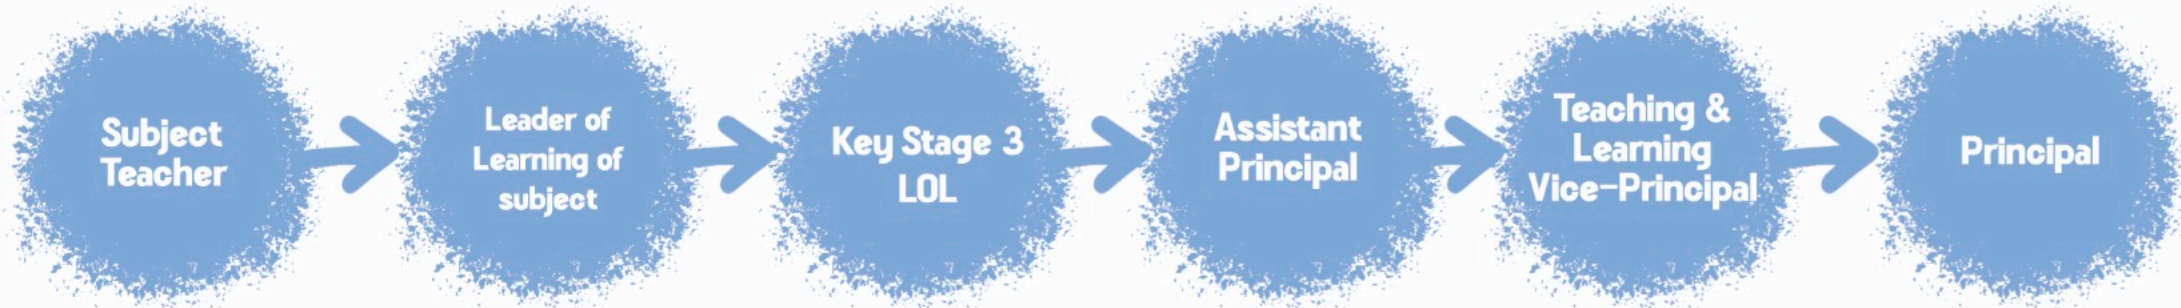 Subject
Teacher
Leader of
Learning of
subject
Key Stage 3
LOL
Assistant
Principal
Teaching &
Learning
Vice-Principal
Principal